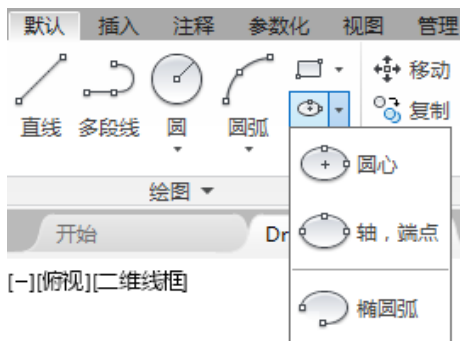 默认 插入 注释 参数化 视图 管理
移动
直线 多段线 圆 圆弧 复制
圆心
绘图
开始 Dr 轴，端点
[−][俯视][二维线框]
椭圆弧